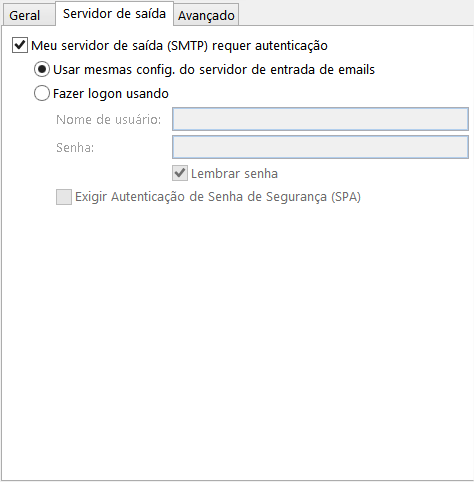 Geral Servidor de saída Avançado
Meu servidor de saída (SMTP) requer autenticação
Usar mesmas config. do servidor de entrada de emails
Fazer logon usando
Nome de usuário:
Senha:
Lembrar senha
Exigir Autenticação de Senha de Segurança (SPA)